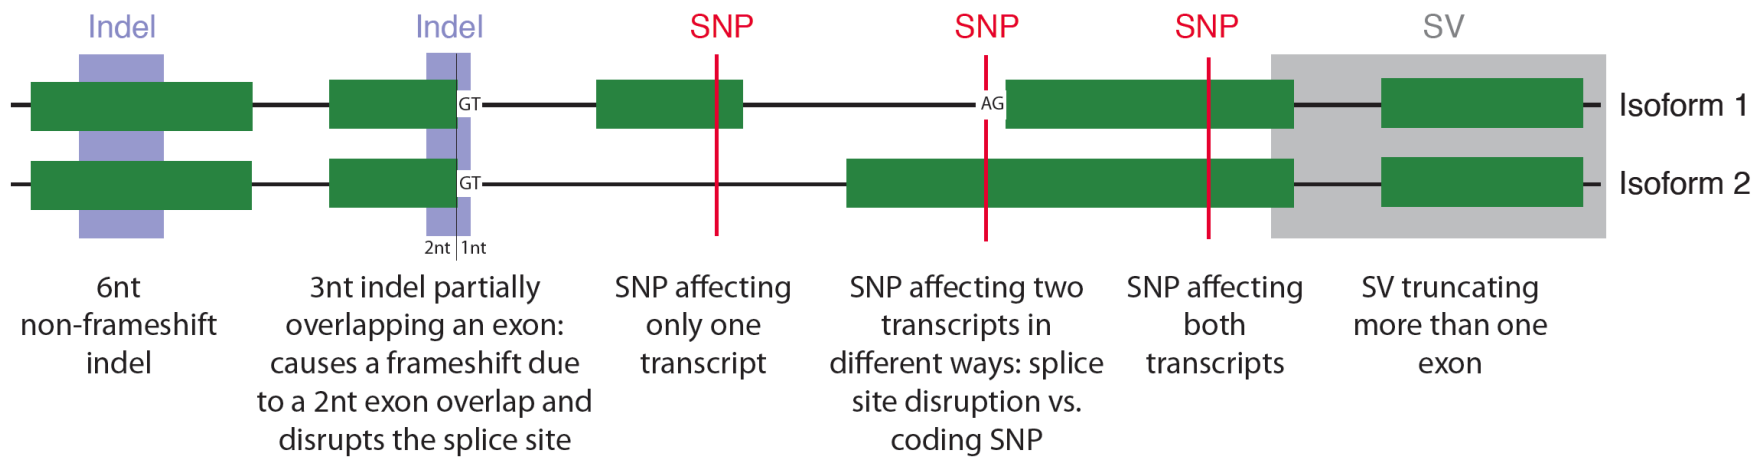 Indel
Indel
SNP
SNP
SNP
SV
GT
AG
Isoform 1
GT
Isoform 2
2nt
1nt
6nt
non-frameshift
indel
3nt indel partially
overlapping an exon:
causes a frameshift due
to a 2nt exon overlap and
disrupts the splice site
SNP affecting
only one
transcript
SNP affecting two
transcripts in
different ways: splice
site disruption vs.
coding SNP
SNP affecting
both
transcripts
SV truncating
more than one
exon